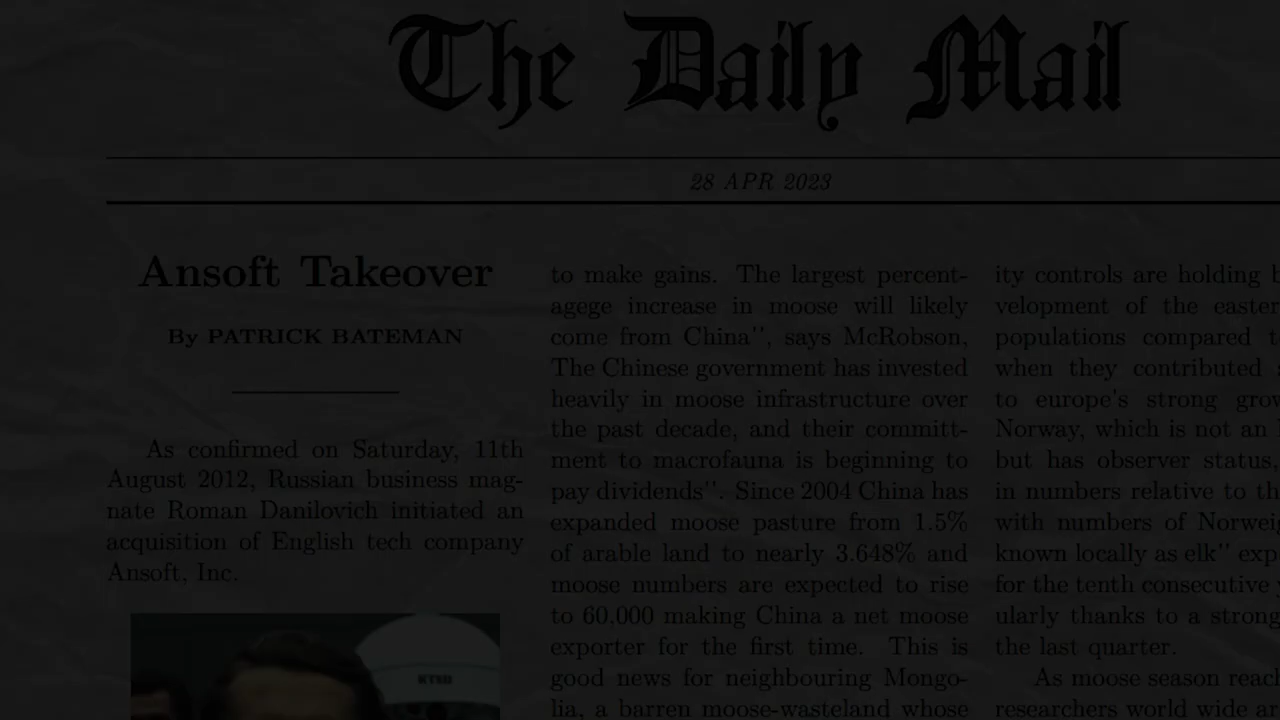 The Daily Mail
28 APR 2023
Ansoft Takeover
By PATRICK BATEMAN
As confirmed on Saturday, 11th
August 2012, Russian business mag-
nate Roman Danilovich initiated an
acquisition of English tech company
Ansoft, Inc.
KTSH
to make gains. The largest percent-
agege increase in moose will likely
come from China", says McRobson,
The Chinese government has invested
heavily in moose infrastructure over
the past decade, and their committ-
ment to macrofauna is beginning to
pay dividends". Since 2004 China has
expanded moose pasture from 1.5%
of arable land to nearly 3.648% and
moose numbers are expected to rise
to 60,000 making China a net moose
exporter for the first time. This is
good news for neighbouring Mongo-
lia, a barren moose-wasteland whose
ity controls are holding
velopment of the easter
populations compared
when they contributed
to europe's strong grow
Norway, which is not an
but has observer status,
in numbers relative to th
with numbers of Norwei
known locally as elk" exp
for the tenth consecutive
ularly thanks to a strong
the last quarter.
As moose season reac
researchers world wide ar